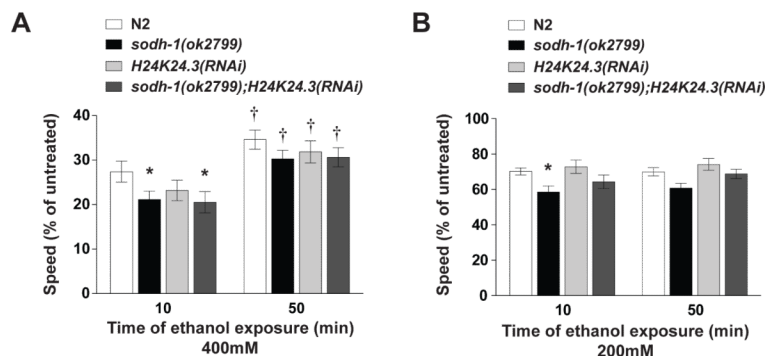 A
N2
sodh-1(ok2799)
H24K24.3(RNAi)
sodh-1(ok2799);H24K24.3(RNAi)
Speed (% of untreated)
40
30
20
10
0
*
*
†
†
†
†
10
50
Time of ethanol exposure (min)
400mM
B
N2
sodh-1(ok2799)
H24K24.3(RNAi)
sodh-1(ok2799);H24K24.3(RNAi)
Speed (% of untreated)
100
80
60
40
20
0
*
10
50
Time of ethanol exposure (min)
200mM